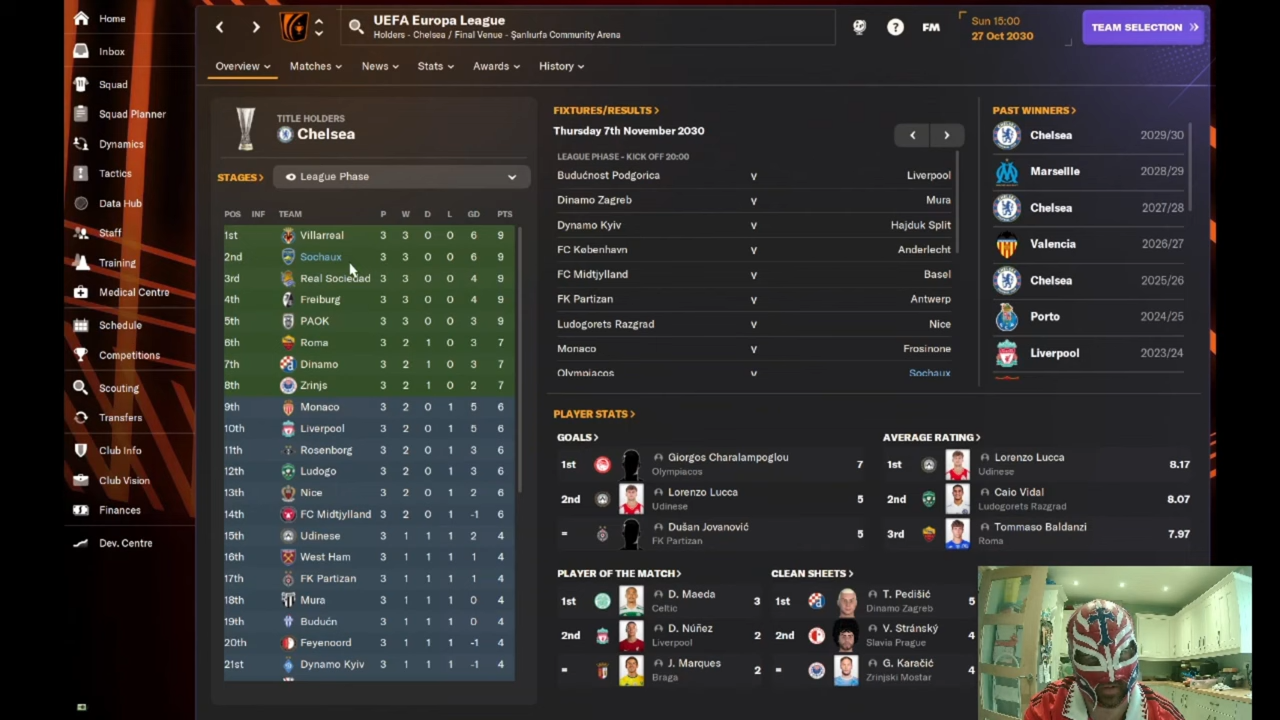 Home
Inbox
Squad
Squad Planner
Dynamics
Tactics
Data Hub
Staff
Training
Medical Centre
Schedule
Competitions
Scouting
Transfers
Club Info
Club Vision
Finances
Dev. Centre
UEFA Europa League
Holders - Chelsea / Final Venue - Şanlıurfa Community Arena
?
FM
Sun 15:00
27 Oct 2030
TEAM SELECTION
Overview Matches News Stats Awards History
TITLE HOLDERS
Chelsea
STAGES > League Phase
POS INF TEAM P W D L GD PTS
1st Villarreal 3 3 0 0 6 9
2nd Sochaux 3 3 0 0 6 9
3rd Real Sociedad 3 3 0 0 4 9
4th Freiburg 3 3 0 0 4 9
5th PAOK 3 3 0 0 3 9
6th Roma 3 2 1 0 3 7
7th Dinamo 3 2 1 0 3 7
8th Zrinjs 3 2 1 0 2 7
9th Monaco 3 2 0 1 5 6
10th Liverpool 3 2 0 1 5 6
11th Rosenborg 3 2 0 1 3 6
12th Ludogo 3 2 0 1 3 6
13th Nice 3 2 0 1 2 6
14th FC Midtjylland 3 2 0 1 -1 6
15th Udinese 3 1 1 1 2 4
16th West Ham 3 1 1 1 1 4
17th FK Partizan 3 1 1 1 1 4
18th Mura 3 1 1 1 0 4
19th Budućn 3 1 1 1 0 4
20th Feyenoord 3 1 1 1 -1 4
21st Dynamo Kyiv 3 1 1 1 -1 4
FIXTURES/RESULTS >
Thursday 7th November 2030
LEAGUE PHASE - KICK OFF 20:00
Budućnost Podgorica v Liverpool
Dinamo Zagreb v Mura
Dynamo Kyiv v Hajduk Split
FC København v Anderlecht
FC Midtjylland v Basel
FK Partizan v Antwerp
Ludogorets Razgrad v Nice
Monaco v Frosinone
Olympiacos v Sochaux
PAST WINNERS >
Chelsea 2029/30
Marseille 2028/29
Chelsea 2027/28
Valencia 2026/27
Chelsea 2025/26
Porto 2024/25
Liverpool 2023/24
PLAYER STATS >
GOALS >
1st Giorgos Charalampoglou 7
Olympiacos
2nd Lorenzo Lucca 5
Udinese
= Dušan Jovanović 5
FK Partizan
AVERAGE RATING >
1st Lorenzo Lucca 8.17
Udinese
2nd Caio Vidal 8.07
Ludogorets Razgrad
3rd Tommaso Baldanzi 7.97
Roma
PLAYER OF THE MATCH >
1st D. Maeda 3
Celtic
2nd D. Núñez 2
Liverpool
= J. Marques 2
Braga
CLEAN SHEETS >
1st T. Pedišić 5
Dinamo Zagreb
2nd V. Stránský 4
Slavia Prague
= G. Karačić 4
Zrinjski Mostar